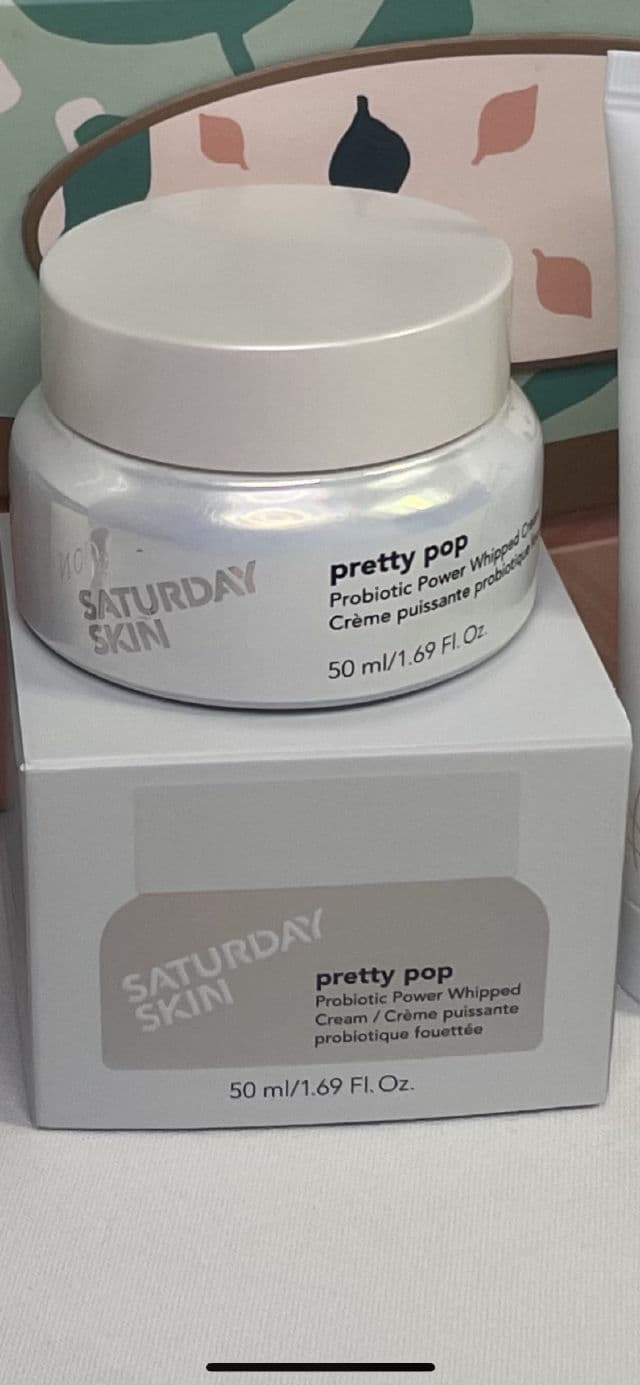 SATURDAY
SKIN
pretty pop
Probiotic Power Whipped
Crème puissante probiotique
50 ml/1.69 Fl. Oz.
SATURDAY
SKIN
pretty pop
Probiotic Power Whipped
Cream / Crème puissante
probiotique fouettée
50 ml/1.69 Fl. Oz.